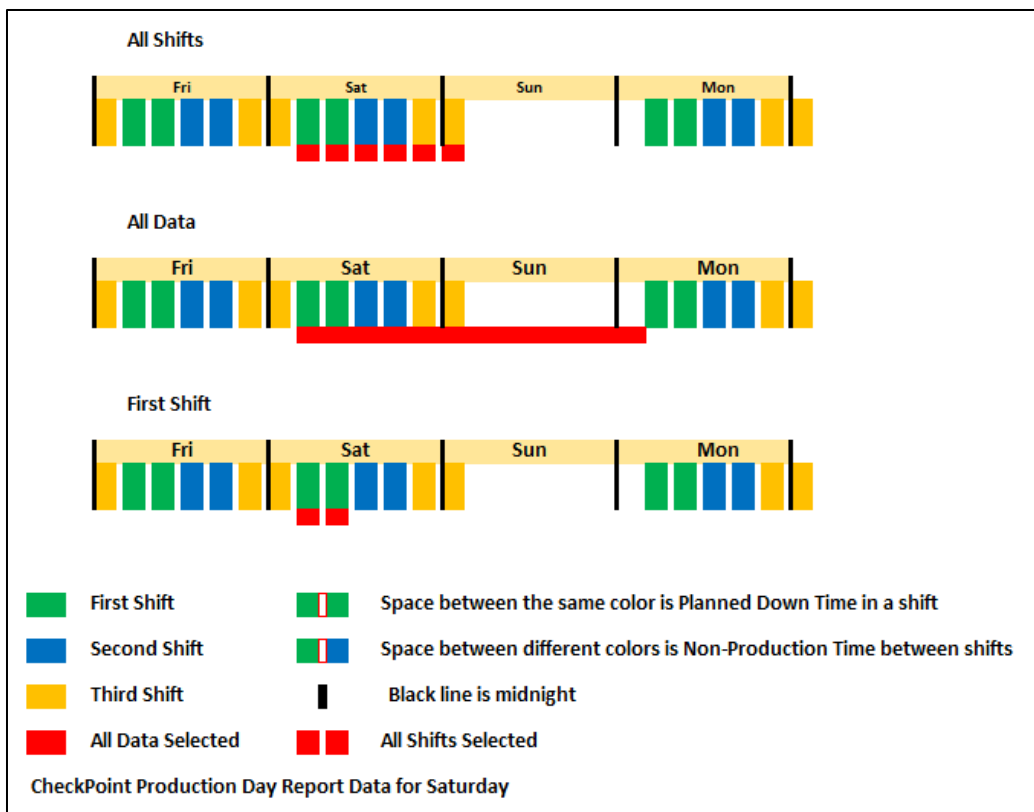 All Shifts
Fri Sat Sun Mon
All Data
Fri Sat Sun Mon
First Shift
Fri Sat Sun Mon
First Shift Space between the same color is Planned Down Time in a shift
Second Shift Space between different colors is Non-Production Time between shifts
Third Shift Black line is midnight
All Data Selected All Shifts Selected
CheckPoint Production Day Report Data for Saturday